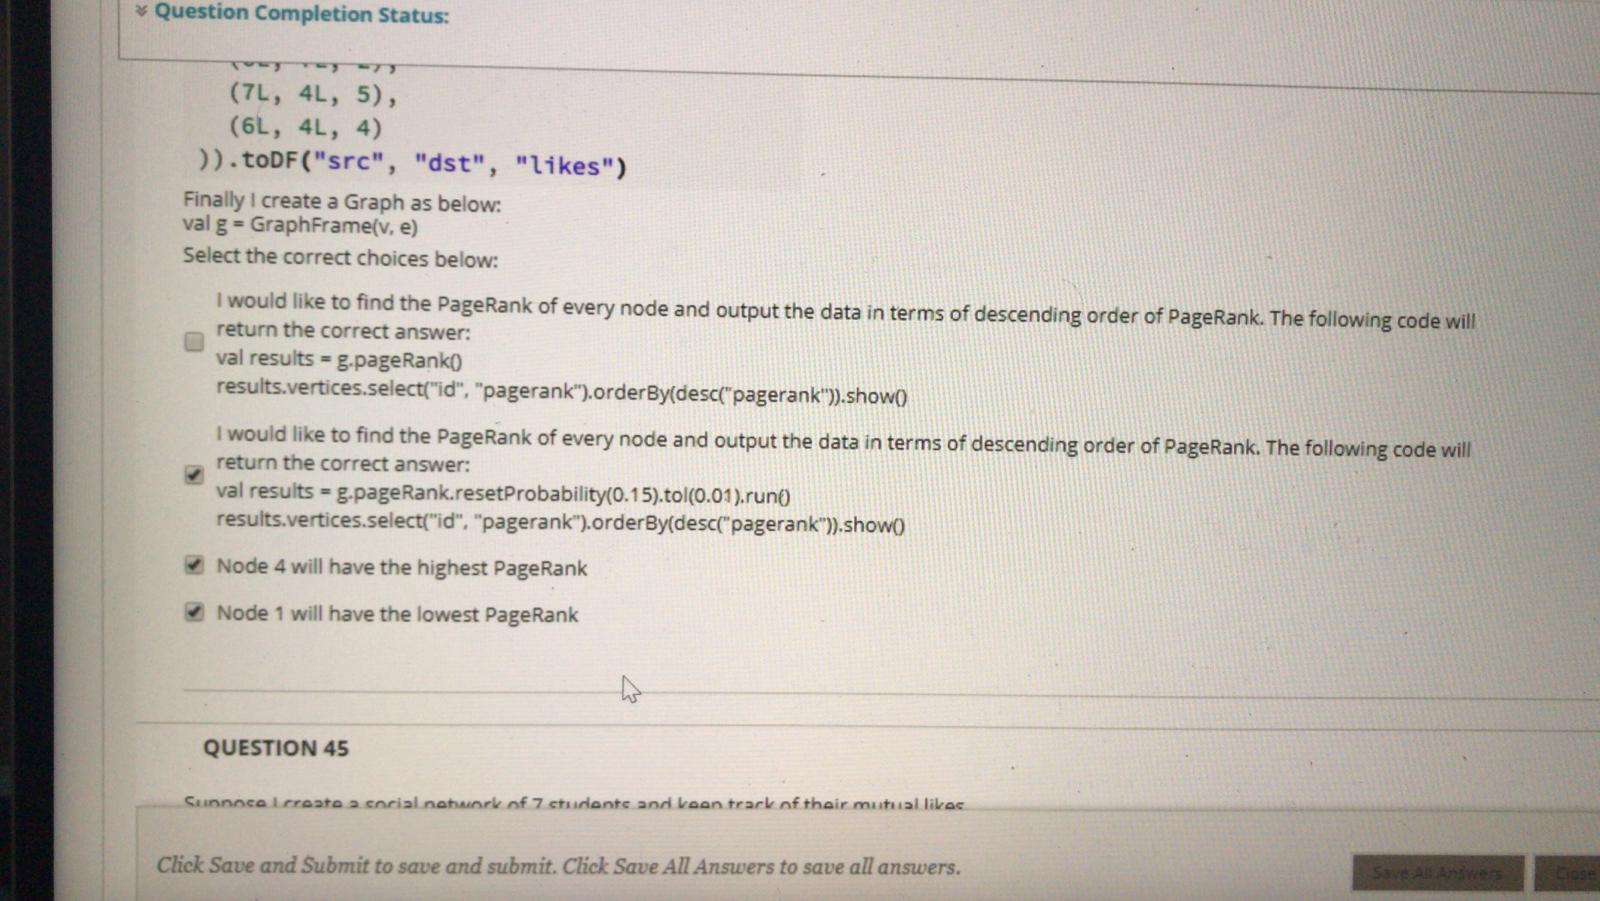 Question Completion Status:
(7L, 4L, 5),
(6L, 4L, 4)
)).toDF("src", "dst", "likes")
Finally I create a Graph as below:
val g = GraphFrame(v, e)
Select the correct choices below:
I would like to find the PageRank of every node and output the data in terms of descending order of PageRank. The following code will
return the correct answer:
val results = g.pageRank()
results.vertices.select("id", "pagerank").orderBy(desc("pagerank")).show()
I would like to find the PageRank of every node and output the data in terms of descending order of PageRank. The following code will
return the correct answer:
val results = g.pageRank.resetProbability(0.15).tol(0.01).run()
results.vertices.select("id", "pagerank").orderBy(desc("pagerank")).show()
Node 4 will have the highest PageRank
Node 1 will have the lowest PageRank
QUESTION 45
Suppose I create a social network of 7 students and keep track of their mutual likes
Click Save and Submit to save and submit. Click Save All Answers to save all answers.
Save All Answers
Close